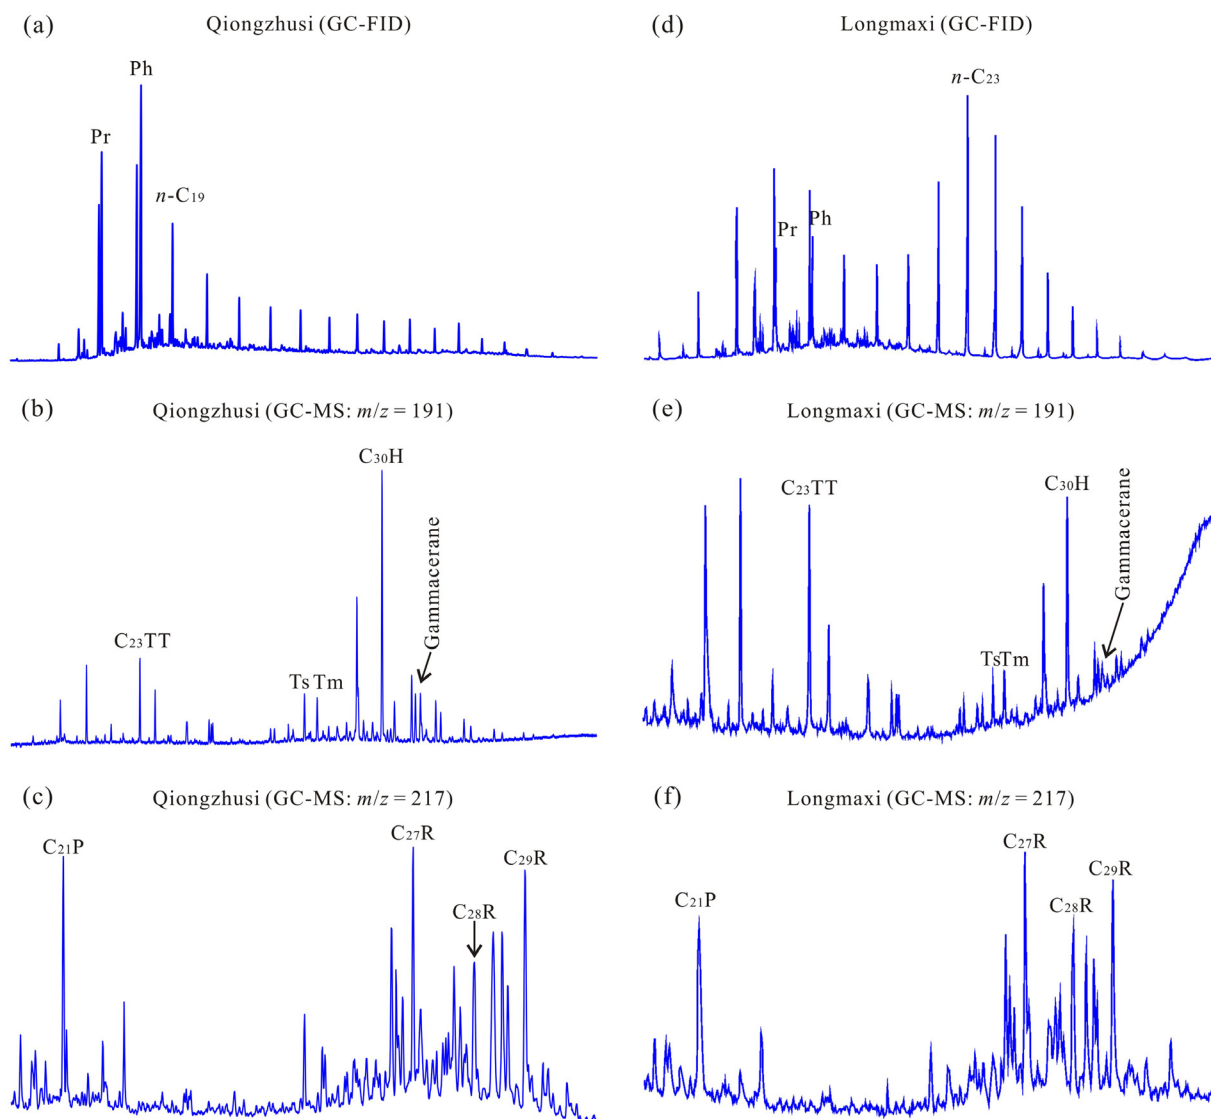 (a) Qiongzhusi (GC-FID)
Ph
Pr
n-C19
(d) Longmaxi (GC-FID)
n-C23
Ph
Pr
(b) Qiongzhusi (GC-MS: m/z = 191)
C30H
Gammacerane
C23TT
Ts Tm
(e) Longmaxi (GC-MS: m/z = 191)
C23TT
C30H
Gammacerane
TsTm
(c) Qiongzhusi (GC-MS: m/z = 217)
C21P
C27R
C29R
C28R
(f) Longmaxi (GC-MS: m/z = 217)
C27R
C29R
C21P
C28R